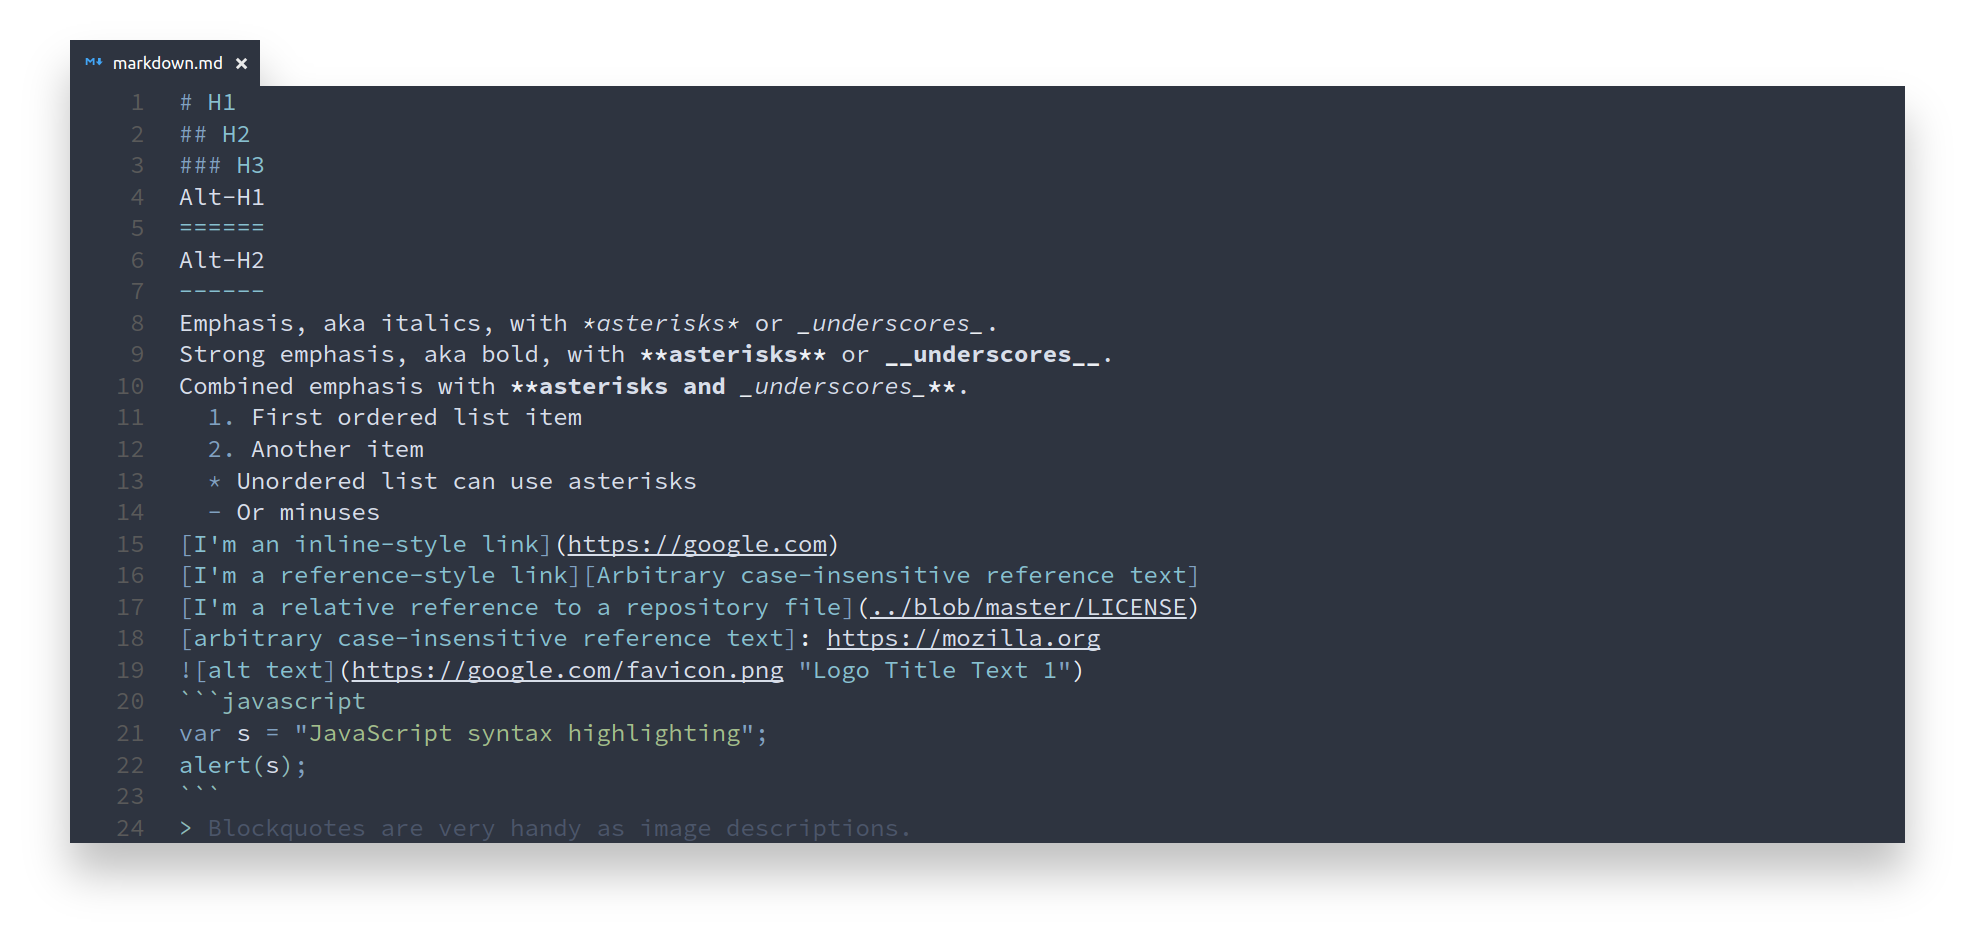 markdown.md ×
1 # H1
2 ## H2
3 ### H3
4 Alt-H1
5 ======
6 Alt-H2
7 ------
8 Emphasis, aka italics, with *asterisks* or _underscores_.
9 Strong emphasis, aka bold, with **asterisks** or __underscores__.
10 Combined emphasis with **asterisks and _underscores_**.
11   1. First ordered list item
12   2. Another item
13   * Unordered list can use asterisks
14   - Or minuses
15 [I'm an inline-style link](https://google.com)
16 [I'm a reference-style link][Arbitrary case-insensitive reference text]
17 [I'm a relative reference to a repository file](../blob/master/LICENSE)
18 [arbitrary case-insensitive reference text]: https://mozilla.org
19 ![alt text](https://google.com/favicon.png "Logo Title Text 1")
20 ```javascript
21 var s = "JavaScript syntax highlighting";
22 alert(s);
23 ```
24 > Blockquotes are very handy as image descriptions.